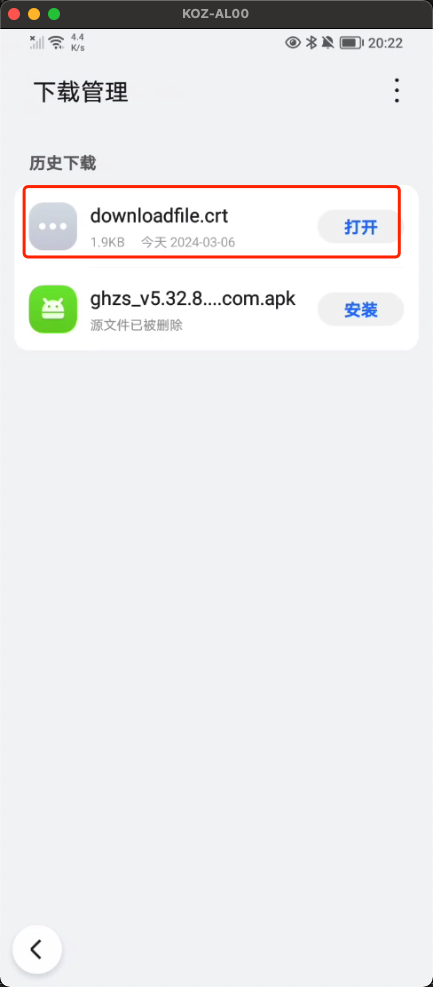 KOZ-AL00
4.4
K/s
20:22
下载管理
历史下载
downloadfile.crt
打开
1.9KB 今天 2024-03-06
ghzs_v5.32.8....com.apk
安装
源文件已被删除